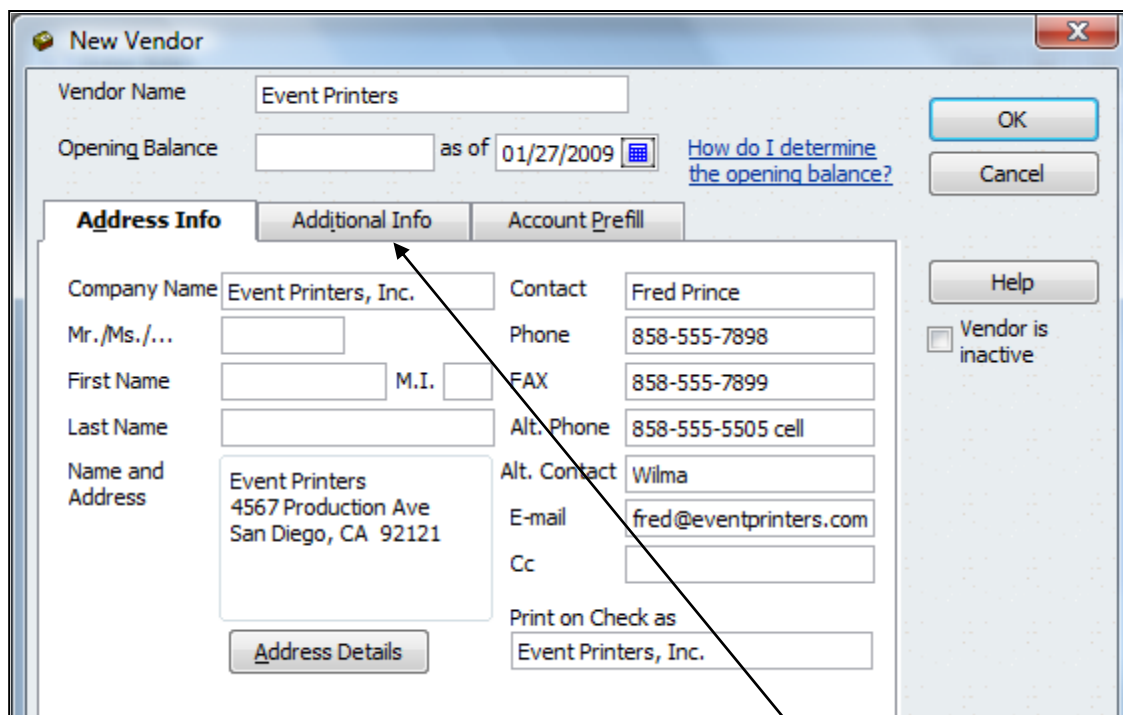 New Vendor
X
Vendor Name Event Printers
OK
Opening Balance as of 01/27/2009 How do I determine
the opening balance?
Cancel
Address Info Additional Info Account Prefill
Company Name Event Printers, Inc. Contact Fred Prince
Help
Mr./Ms./... Phone 858-555-7898
Vendor is
inactive
First Name M.I. FAX 858-555-7899
Last Name Alt. Phone 858-555-5505 cell
Name and
Address
Event Printers
4567 Production Ave
San Diego, CA 92121
Alt. Contact Wilma
E-mail fred@eventprinters.com
Cc
Print on Check as
Address Details Event Printers, Inc.